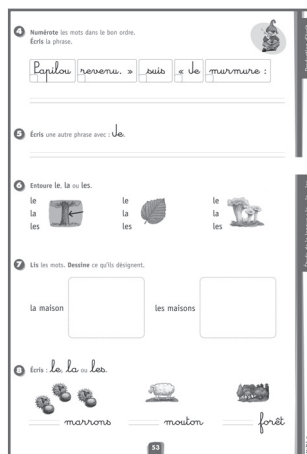 4 Numérote les mots dans le bon ordre.
Écris la phrase.
Papilou revenu. » suis « Je murmure :
5 Écris une autre phrase avec : Je.
6 Entoure le, la ou les.
le le le
la la la
les les les
7 Lis les mots. Dessine ce qu'ils désignent.
la maison les maisons
8 Écris : le, la ou les.
marrons mouton forêt
53